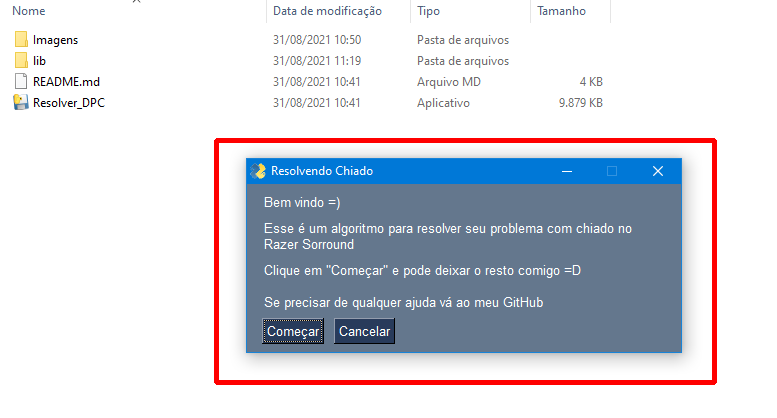 Nome Data de modificação Tipo Tamanho
Imagens 31/08/2021 10:50 Pasta de arquivos
lib 31/08/2021 11:19 Pasta de arquivos
README.md 31/08/2021 10:41 Arquivo MD 4 KB
Resolver_DPC 31/08/2021 10:41 Aplicativo 9.879 KB
Resolvendo Chiado
Bem vindo =)
Esse é um algoritmo para resolver seu problema com chiado no
Razer Sorround
Clique em "Começar" e pode deixar o resto comigo =D
Se precisar de qualquer ajuda vá ao meu GitHub
Começar Cancelar